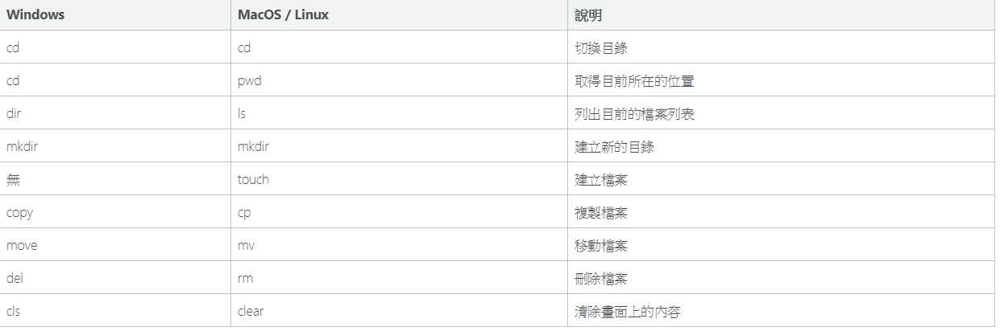 Windows MacOS / Linux 說明
cd cd 切換目錄
cd pwd 取得目前所在的位置
dir ls 列出目前的檔案列表
mkdir mkdir 建立新的目錄
無 touch 建立檔案
copy cp 複製檔案
move mv 移動檔案
del rm 刪除檔案
cls clear 清除畫面上的內容